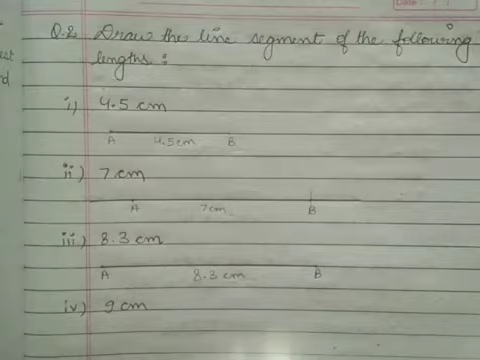 Date :
Q.2 Draw the line segment of the following
lengths :
i) 4.5 cm
A 4.5cm B
ii) 7 cm
A 7cm B
iii) 8.3 cm
A 8.3 cm B
iv) 9 cm